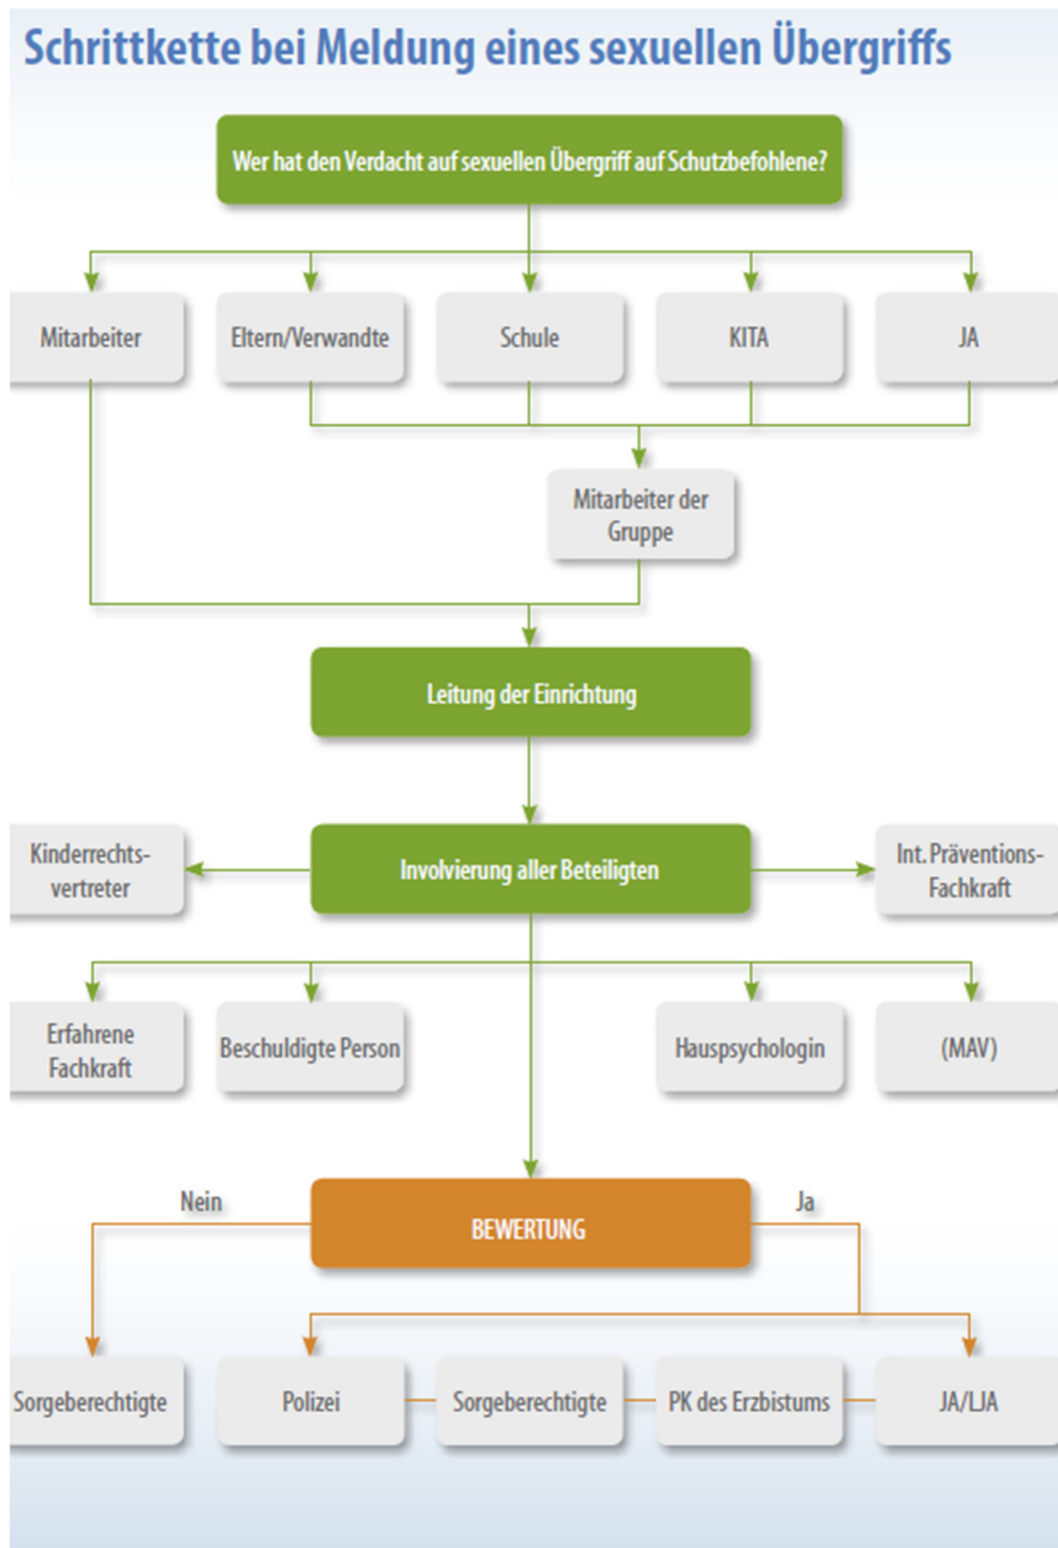 Schrittkette bei Meldung eines sexuellen Übergriffs
Wer hat den Verdacht auf sexuellen Übergriff auf Schutzbefohlene?
Mitarbeiter
Eltern/Verwandte
Schule
KITA
JA
Mitarbeiter der
Gruppe
Leitung der Einrichtung
Kinderrechts-
vertreter
Involvierung aller Beteiligten
Int. Präventions-
Fachkraft
Erfahrene
Fachkraft
Beschuldigte Person
Hauspsychologin
(MAV)
Nein
BEWERTUNG
Ja
Sorgeberechtigte
Polizei
Sorgeberechtigte
PK des Erzbistums
JA/LJA